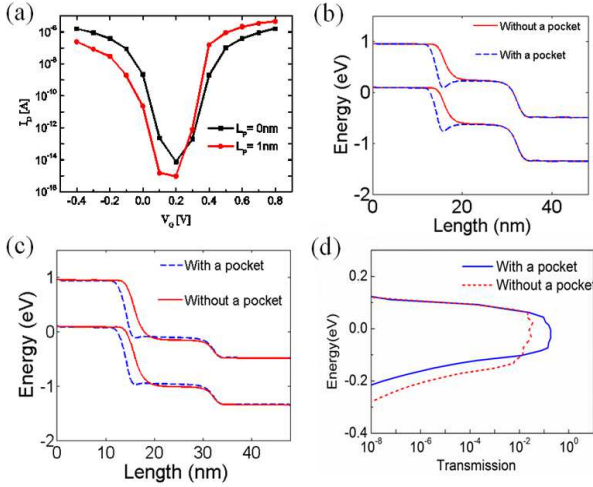 (a)
10^-6
10^-8
10^-10
10^-12
10^-14
10^-16
I_D [A]
L_P= 0nm
L_P= 1nm
-0.4 -0.2 0.0 0.2 0.4 0.6 0.8
V_G [V]
(b)
Without a pocket
With a pocket
1
0
-1
-2
Energy (eV)
0 20 40
Length (nm)
(c)
With a pocket
Without a pocket
2
1
0
-1
-2
Energy (eV)
0 10 20 30 40
Length (nm)
(d)
With a pocket
Without a pocket
0.2
0.0
-0.2
-0.4
Energy(eV)
10^-8 10^-6 10^-4 10^-2 10^0
Transmission